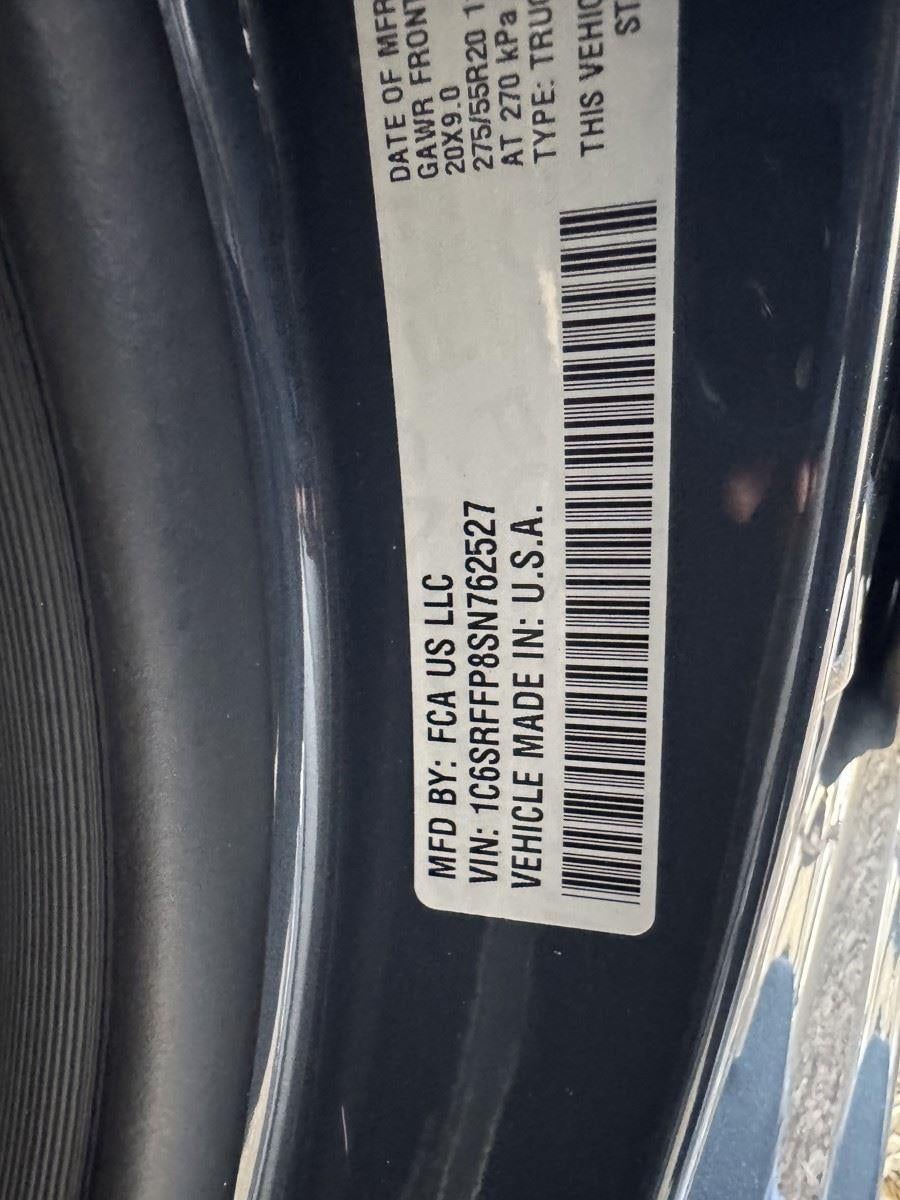 MFD BY: FCA US LLC
VIN: 1C6SRFFP8SN762527
VEHICLE MADE IN: U.S.A.
DATE OF MFR
GAWR FRONT
20X9.0
275/55R20 1
AT 270 kPa
TYPE: TRUC
THIS VEHIC
ST